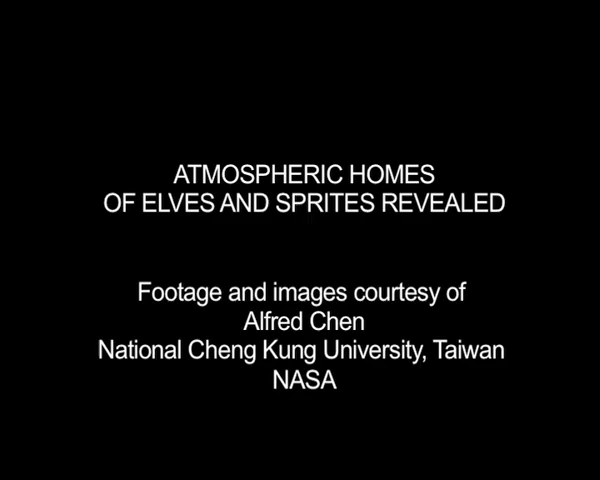 ATMOSPHERIC HOMES
OF ELVES AND SPRITES REVEALED
Footage and images courtesy of
Alfred Chen
National Cheng Kung University, Taiwan
NASA